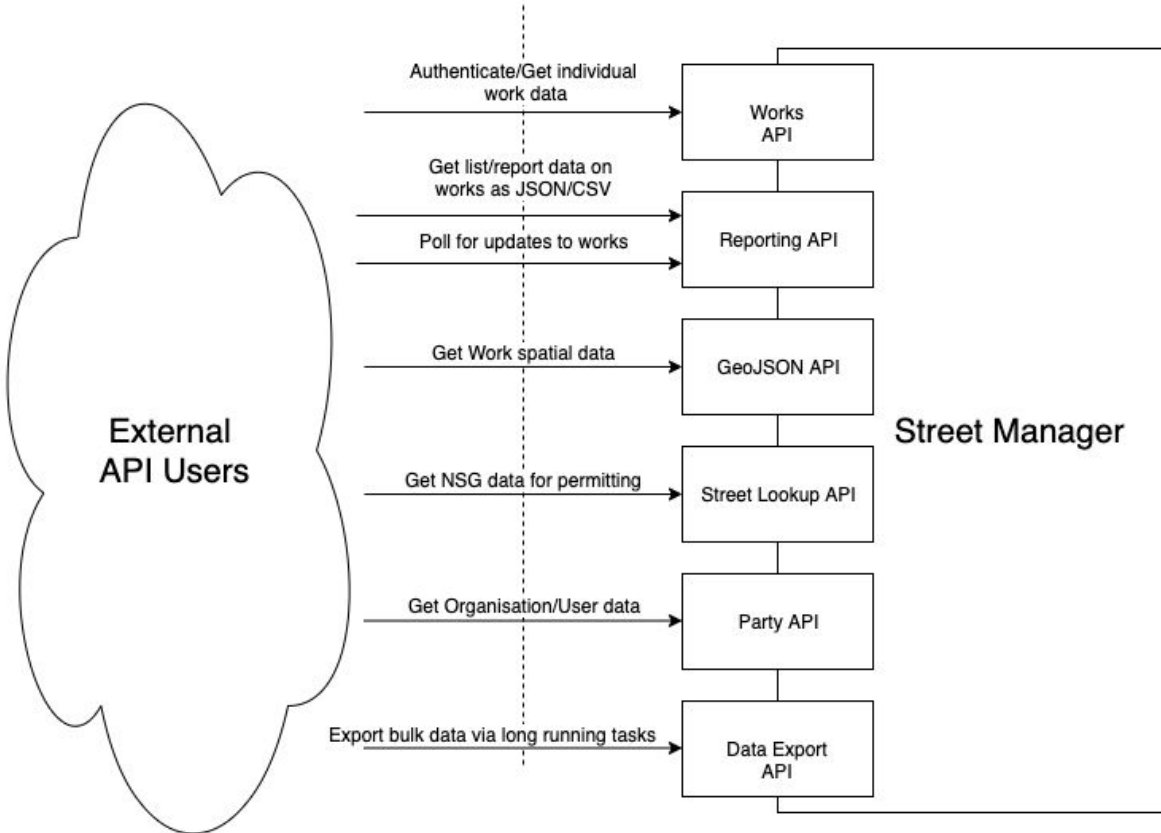 Authenticate/Get individual
work data
Works
API
Get list/report data on
works as JSON/CSV
Poll for updates to works
Reporting API
Get Work spatial data
GeoJSON API
External
API Users
Street Manager
Get NSG data for permitting
Street Lookup API
Get Organisation/User data
Party API
Export bulk data via long running tasks
Data Export
API